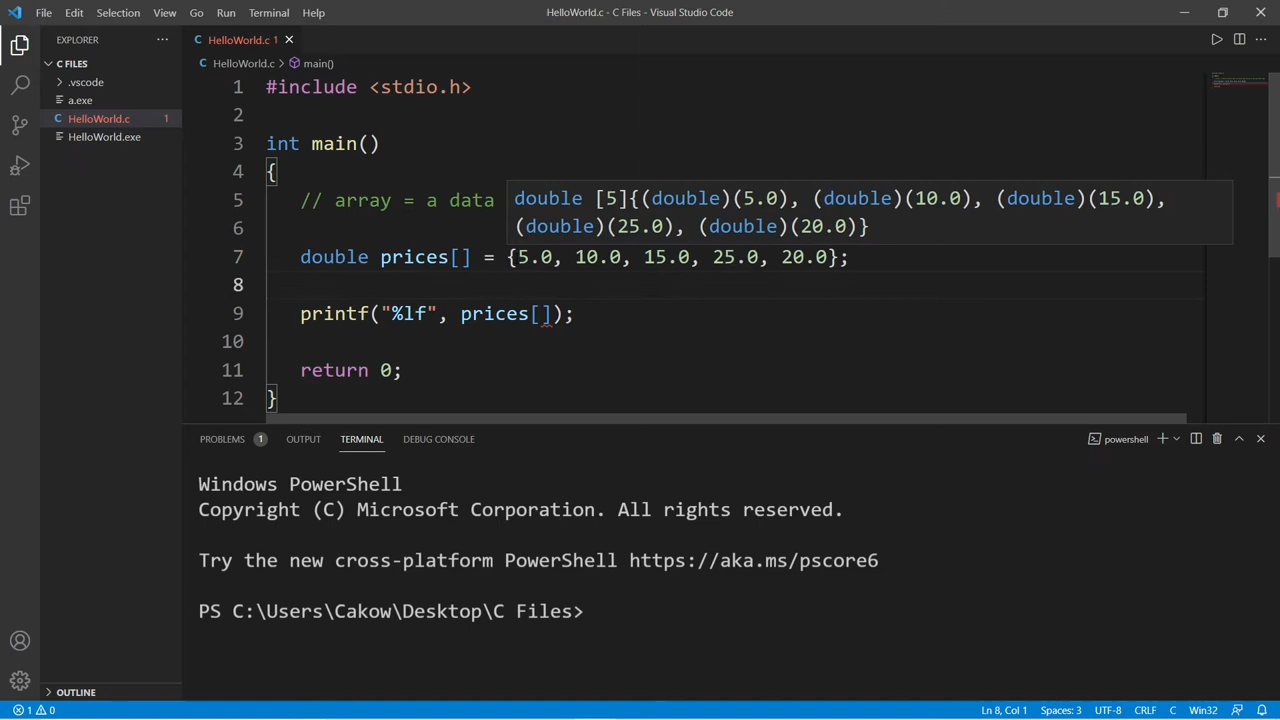 File Edit Selection View Go Run Terminal Help
HelloWorld.c - C Files - Visual Studio Code
EXPLORER
C FILES
.vscode
a.exe
C HelloWorld.c 1
HelloWorld.exe
OUTLINE
C HelloWorld.c 1
C HelloWorld.c > main()
1 #include <stdio.h>
2
3 int main()
4 {
5 // array = a data
double [5]{(double)(5.0), (double)(10.0), (double)(15.0),
(double)(25.0), (double)(20.0)}
6
7 double prices[] = {5.0, 10.0, 15.0, 25.0, 20.0};
8
9 printf("%lf", prices[]);
10
11 return 0;
12 }
PROBLEMS 1 OUTPUT TERMINAL DEBUG CONSOLE
powershell
Windows PowerShell
Copyright (C) Microsoft Corporation. All rights reserved.
Try the new cross-platform PowerShell https://aka.ms/pscore6
PS C:\Users\Cakow\Desktop\C Files>
1 0
Ln 8, Col 1 Spaces: 3 UTF-8 CRLF C Win32